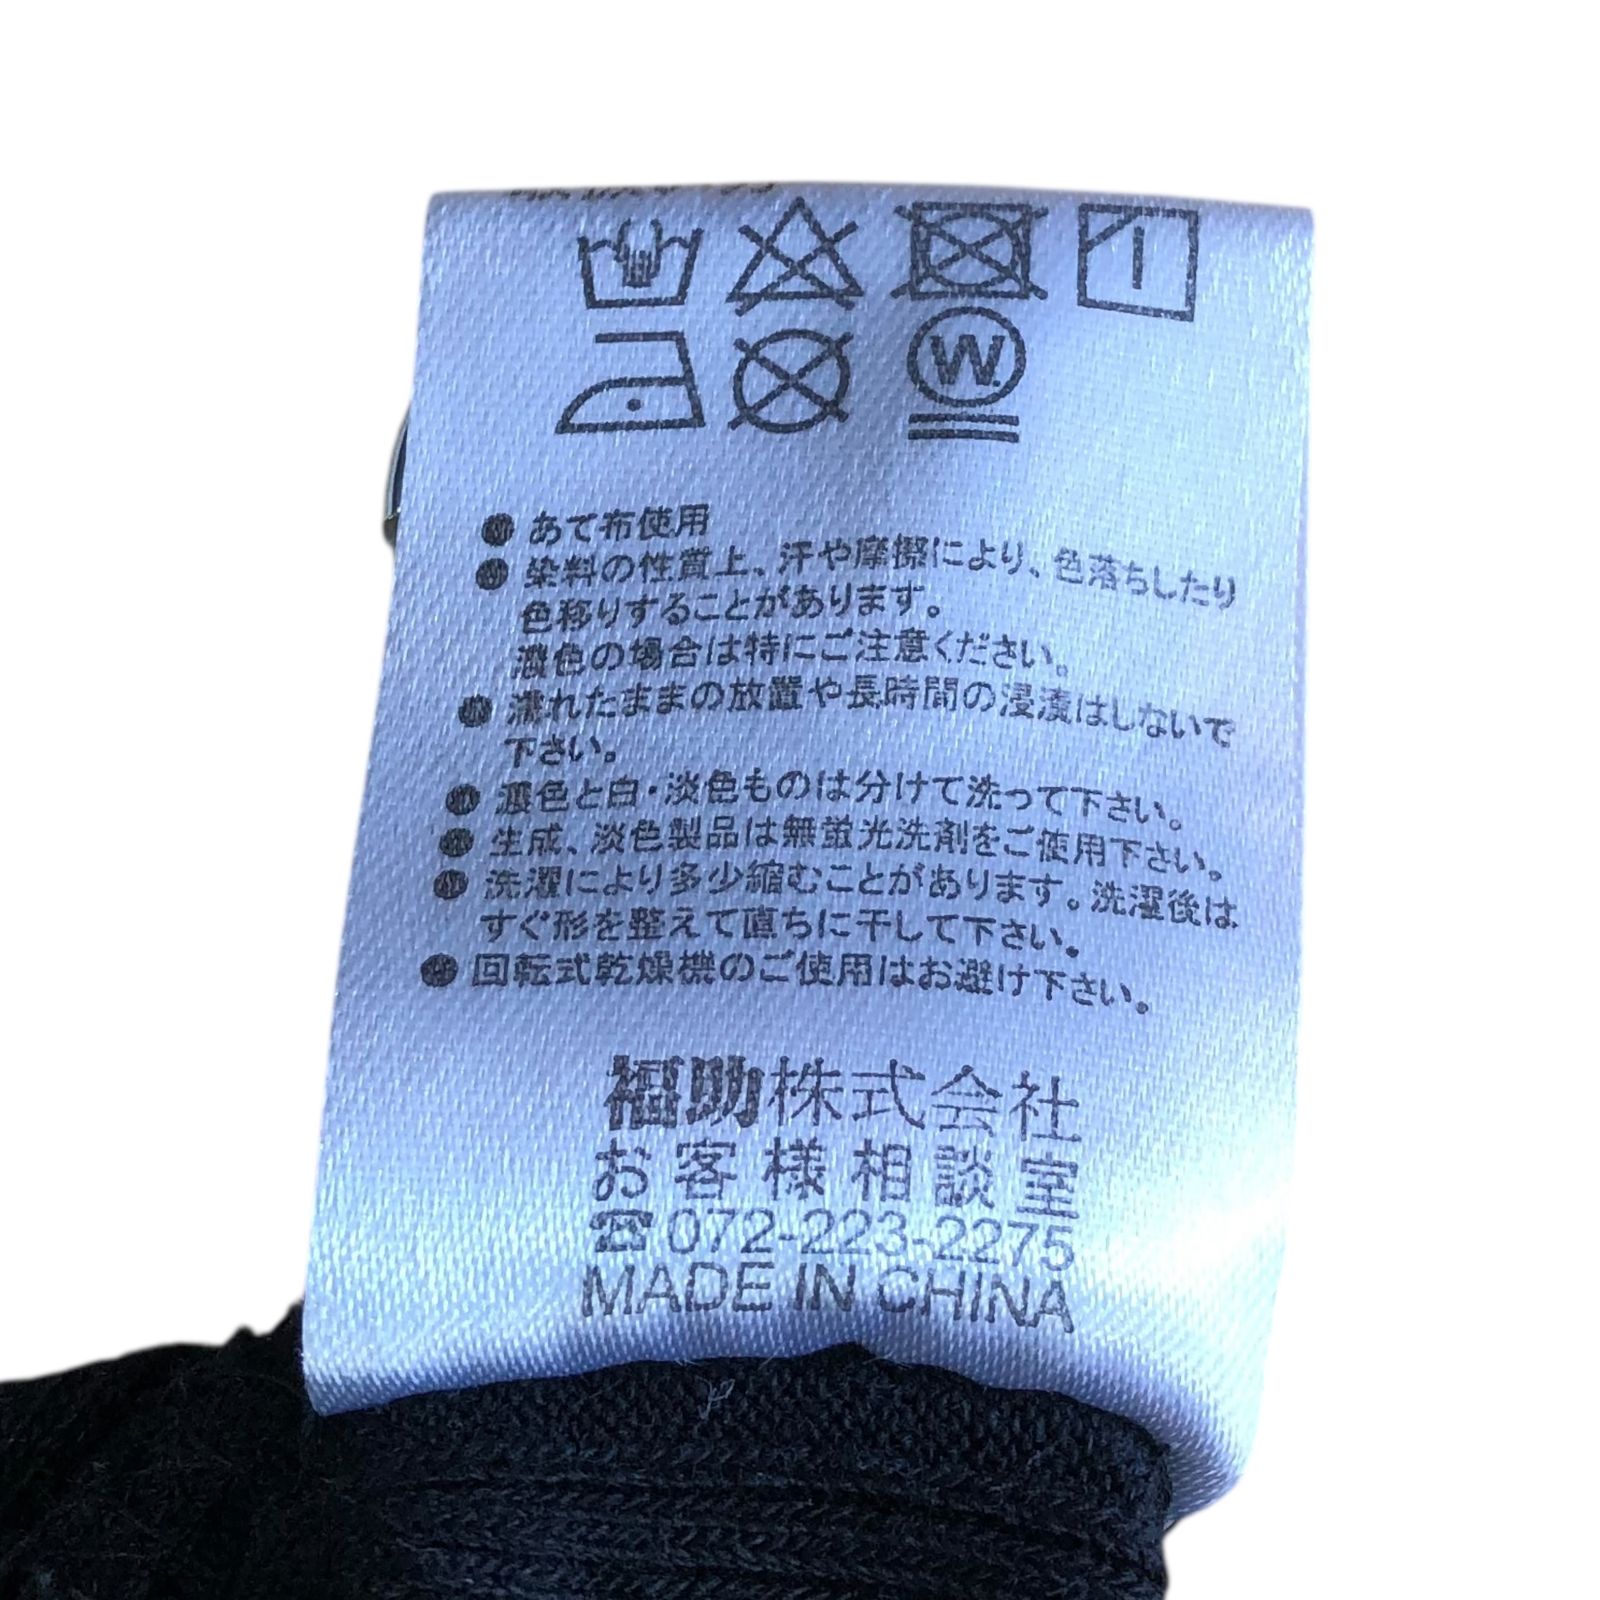 W
● あて布使用
● 染料の性質上、汗や摩擦により、色落ちしたり
色移りすることがあります。
濃色の場合は特にご注意ください。
● 濡れたままの放置や長時間の浸漬はしないで
下さい。
● 濃色と白・淡色ものは分けて洗って下さい。
● 生成、淡色製品は無蛍光洗剤をご使用下さい。
● 洗濯により多少縮むことがあります。洗濯後は
すぐ形を整えて直ちに干して下さい。
● 回転式乾燥機のご使用はお避け下さい。
福助株式会社
お客様相談室
☎072-223-2275
MADE IN CHINA